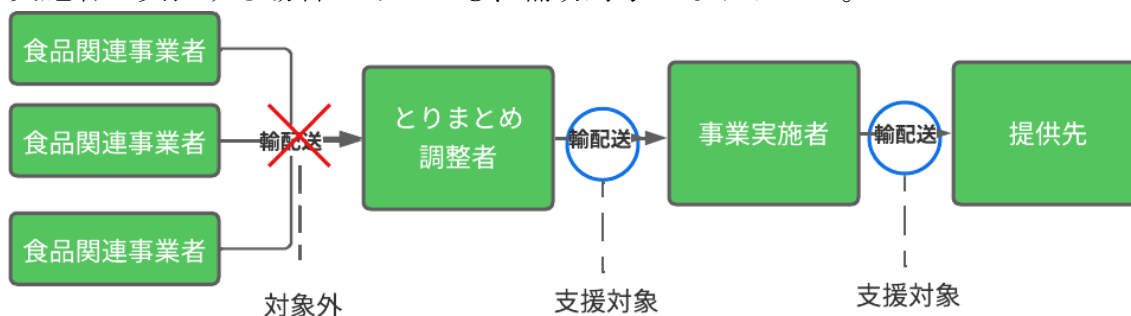 食品関連事業者
食品関連事業者
食品関連事業者
輸配送
とりまとめ
調整者
輸配送
事業実施者
輸配送
提供先
対象外
支援対象
支援対象